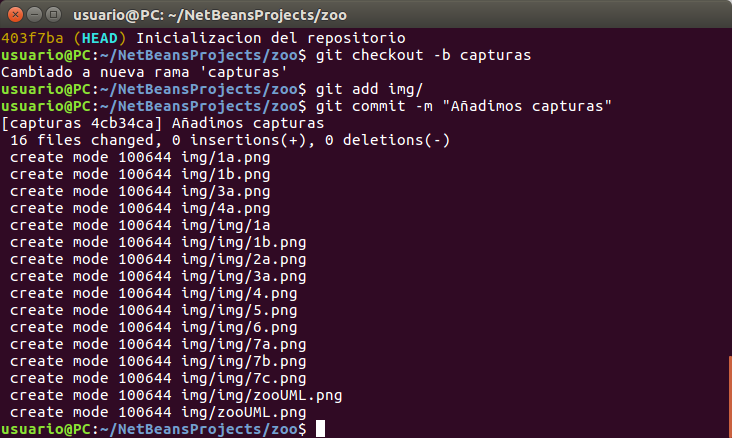 usuario@PC: ~/NetBeansProjects/zoo
403f7ba (HEAD) Inicializacion del repositorio
usuario@PC:~/NetBeansProjects/zoo$ git checkout -b capturas
Cambiado a nueva rama 'capturas'
usuario@PC:~/NetBeansProjects/zoo$ git add img/
usuario@PC:~/NetBeansProjects/zoo$ git commit -m "Añadimos capturas"
[capturas 4cb34ca] Añadimos capturas
 16 files changed, 0 insertions(+), 0 deletions(-)
 create mode 100644 img/1a.png
 create mode 100644 img/1b.png
 create mode 100644 img/3a.png
 create mode 100644 img/4a.png
 create mode 100644 img/img/1a
 create mode 100644 img/img/1b.png
 create mode 100644 img/img/2a.png
 create mode 100644 img/img/3a.png
 create mode 100644 img/img/4.png
 create mode 100644 img/img/5.png
 create mode 100644 img/img/6.png
 create mode 100644 img/img/7a.png
 create mode 100644 img/img/7b.png
 create mode 100644 img/img/7c.png
 create mode 100644 img/img/zooUML.png
 create mode 100644 img/zooUML.png
usuario@PC:~/NetBeansProjects/zoo$